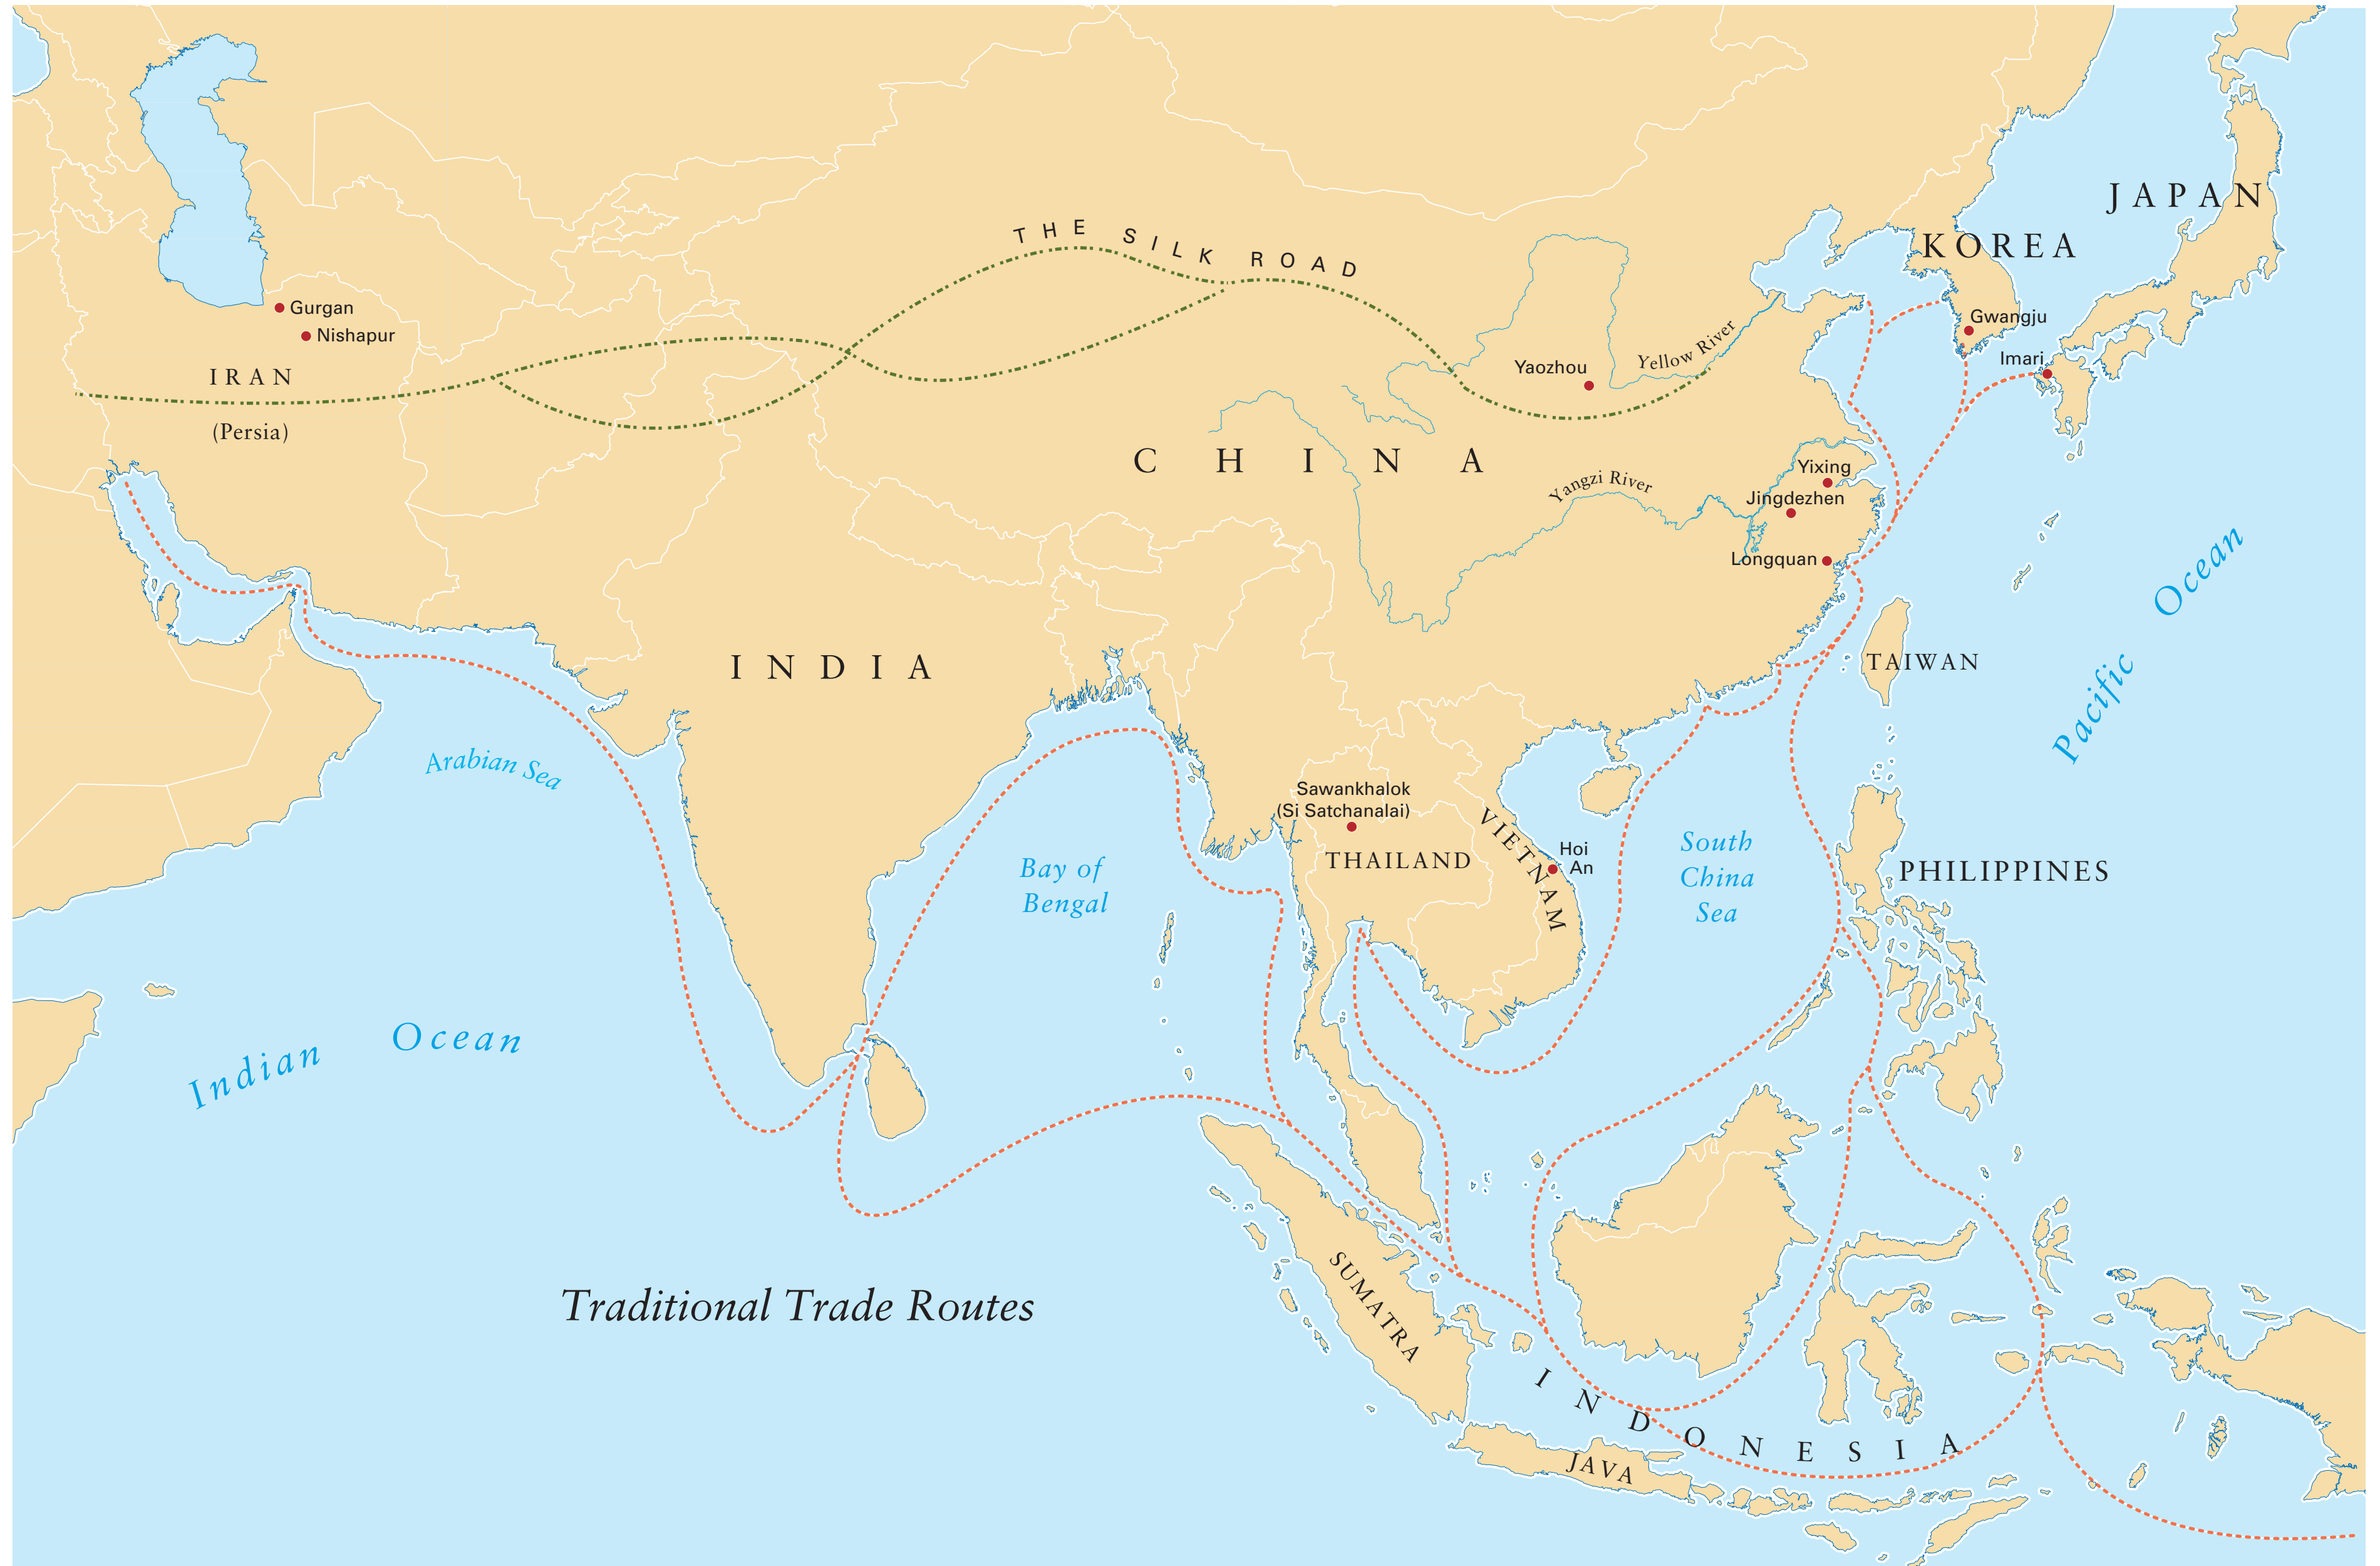 THE SILK ROAD
JAPAN
KOREA
Gurgan
Nishapur
Gwangju
Imari
IRAN
(Persia)
Yaozhou
Yellow River
CHINA
Yixing
Yangzi River
Jingdezhen
Longquan
Pacific Ocean
INDIA
TAIWAN
Arabian Sea
Sawankhalok
(Si Satchanalai)
THAILAND
VIETNAM
Hoi
An
South
China
Sea
PHILIPPINES
Bay of
Bengal
Indian Ocean
Traditional Trade Routes
SUMATRA
INDONESIA
JAVA